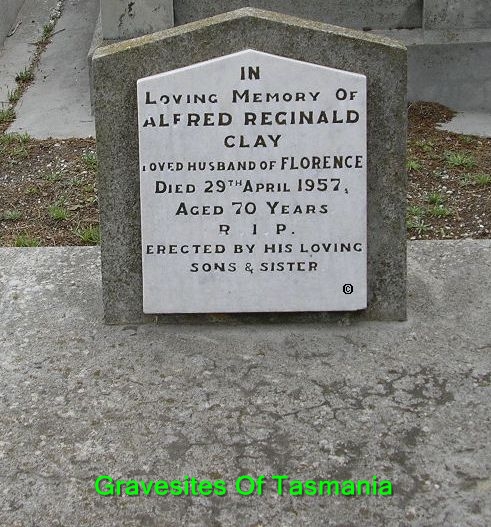 IN
LOVING MEMORY OF
ALFRED REGINALD
CLAY
LOVED HUSBAND OF FLORENCE
DIED 29TH APRIL 1957,
AGED 70 YEARS
R I P.
ERECTED BY HIS LOVING
SONS & SISTER
©
Gravesites Of Tasmania